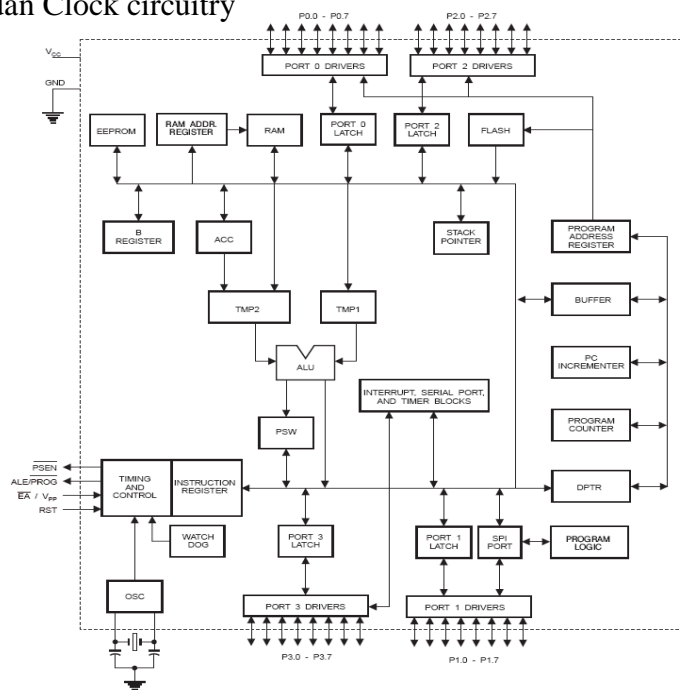 dan Clock circuitry
P0.0 - P0.7
P2.0 - P2.7
VCC
PORT 0 DRIVERS
PORT 2 DRIVERS
GND
EEPROM
RAM ADDR.
REGISTER
RAM
PORT 0
LATCH
PORT 2
LATCH
FLASH
B
REGISTER
ACC
STACK
POINTER
PROGRAM
ADDRESS
REGISTER
TMP2
TMP1
BUFFER
ALU
PC
INCREMENTER
INTERRUPT, SERIAL PORT,
AND TIMER BLOCKS
PSW
PROGRAM
COUNTER
PSEN
ALE/PROG
EA / VPP
RST
TIMING
AND
CONTROL
INSTRUCTION
REGISTER
DPTR
WATCH
DOG
PORT 3
LATCH
PORT 1
LATCH
SPI
PORT
PROGRAM
LOGIC
OSC
PORT 3 DRIVERS
PORT 1 DRIVERS
P3.0 - P3.7
P1.0 - P1.7